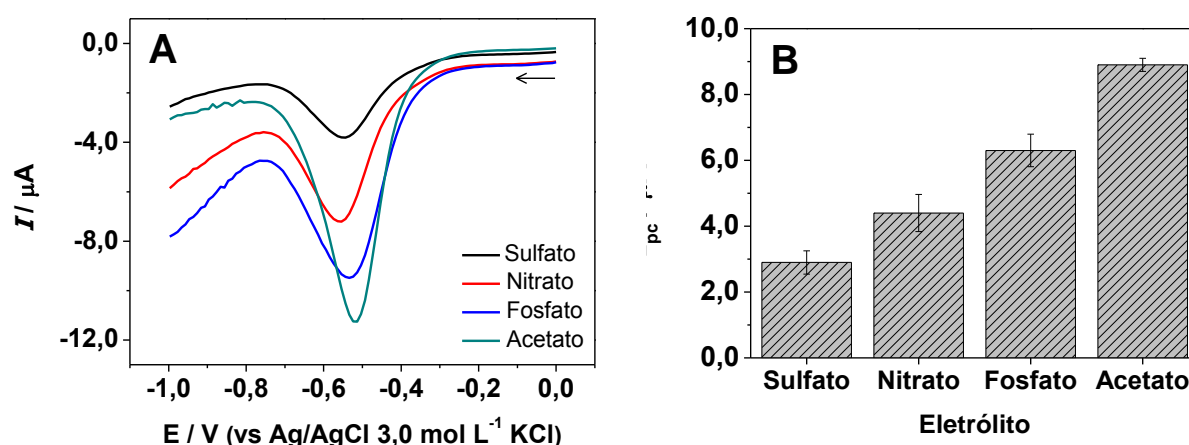 A
0,0
-4,0
-8,0
-12,0
I / µA
Sulfato
Nitrato
Fosfato
Acetato
-1,0 -0,8 -0,6 -0,4 -0,2 0,0
E / V (vs Ag/AgCl 3,0 mol L⁻¹ KCl)
B
10,0
8,0
6,0
4,0
2,0
0,0
pc
Sulfato Nitrato Fosfato Acetato
Eletrólito